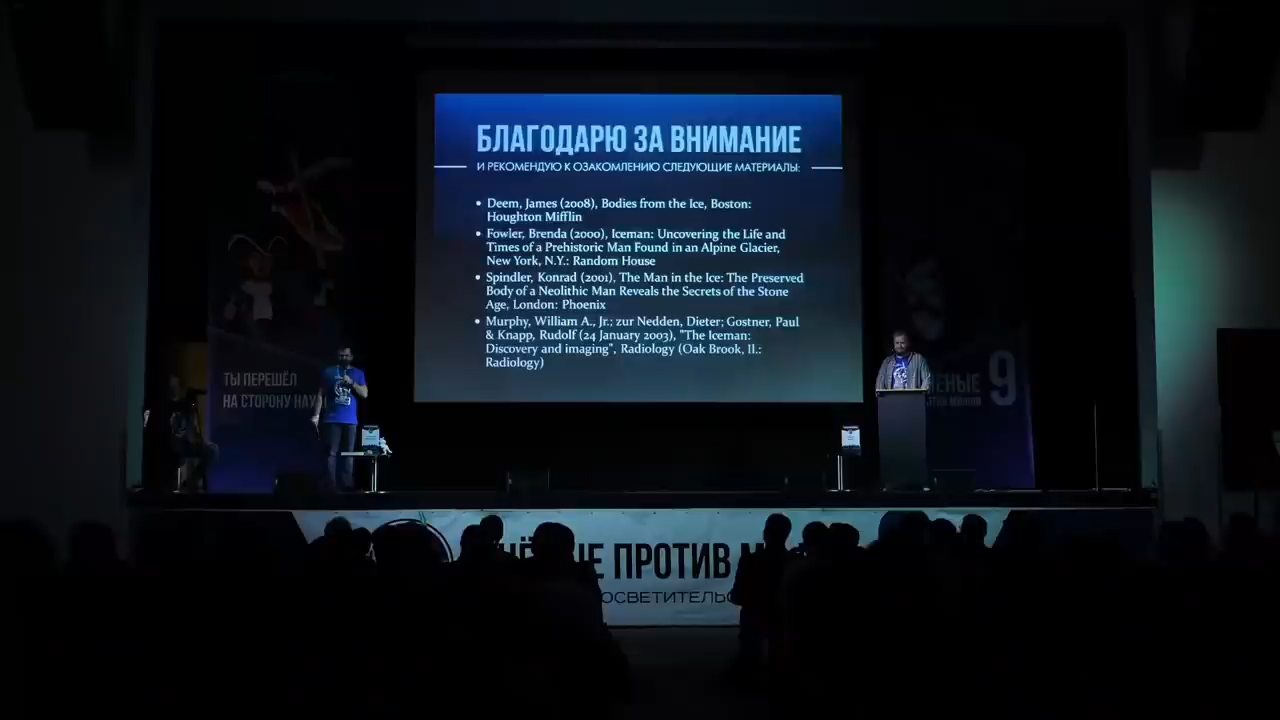 БЛАГОДАРЮ ЗА ВНИМАНИЕ
И РЕКОМЕНДУЮ К ОЗАКОМЛЕНИЮ СЛЕДУЮЩИЕ МАТЕРИАЛЫ:
• Deem, James (2008), Bodies from the Ice, Boston:
Houghton Mifflin
• Fowler, Brenda (2000), Iceman: Uncovering the Life and
Times of a Prehistoric Man Found in an Alpine Glacier,
New York, N.Y.: Random House
• Spindler, Konrad (2001), The Man in the Ice: The Preserved
Body of a Neolithic Man Reveals the Secrets of the Stone
Age, London: Phoenix
• Murphy, William A., Jr.; zur Nedden, Dieter; Gostner, Paul
& Knapp, Rudolf (24 January 2003), "The Iceman:
Discovery and imaging", Radiology (Oak Brook, Il.:
Radiology)
ТЫ ПЕРЕШЁЛ
НА СТОРОНУ НАУ
ЕНЫЕ 9
ПРОТИВ